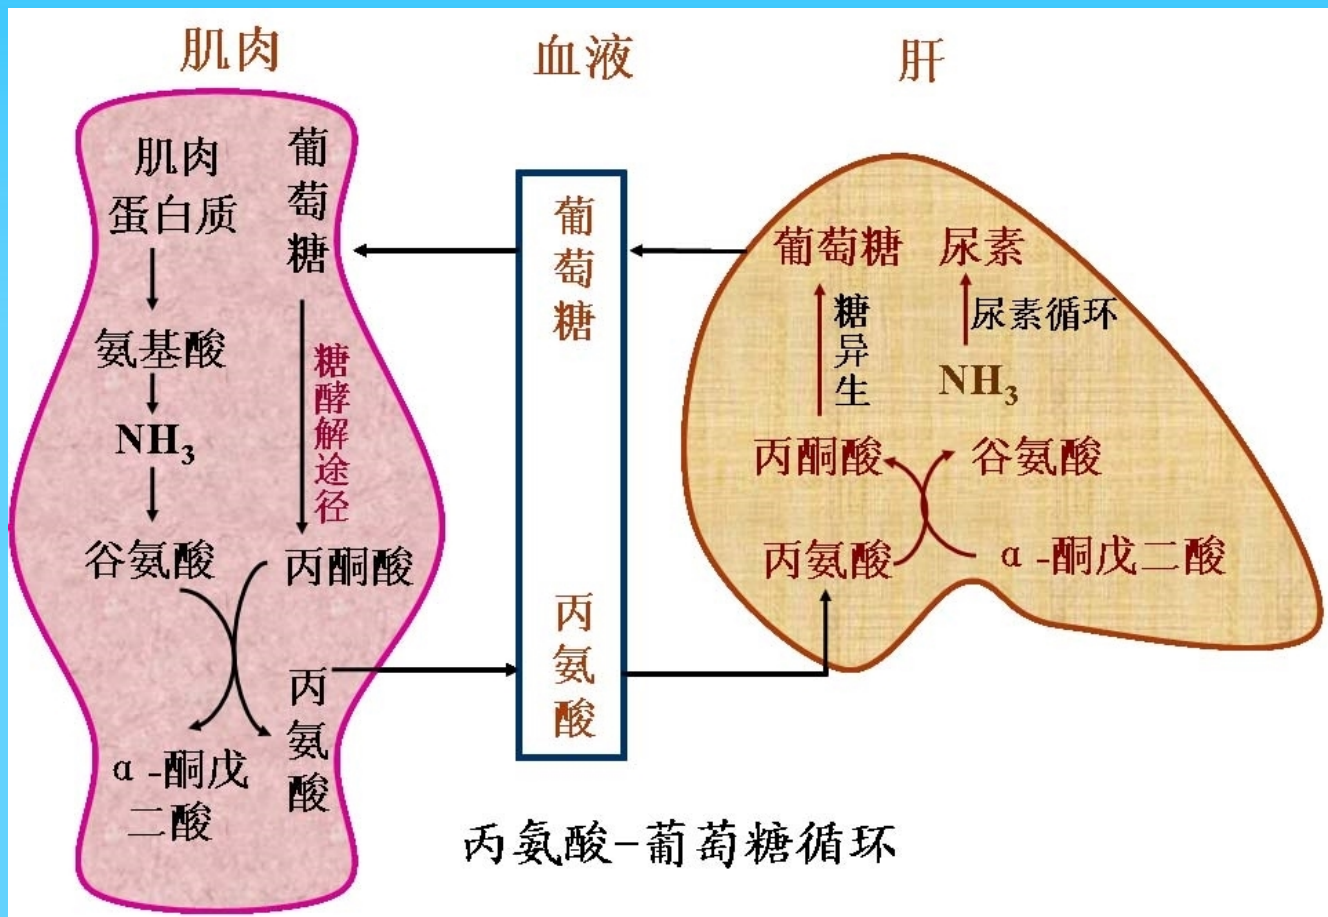 肌肉
血液
肝
肌肉
蛋白质
氨基酸
NH₃
谷氨酸
α-酮戊
二酸
葡萄糖
糖酵解途径
丙酮酸
丙氨酸
葡萄糖
丙氨酸
葡萄糖
尿素
糖异生
尿素循环
NH₃
丙酮酸
谷氨酸
丙氨酸
α-酮戊二酸
丙氨酸-葡萄糖循环